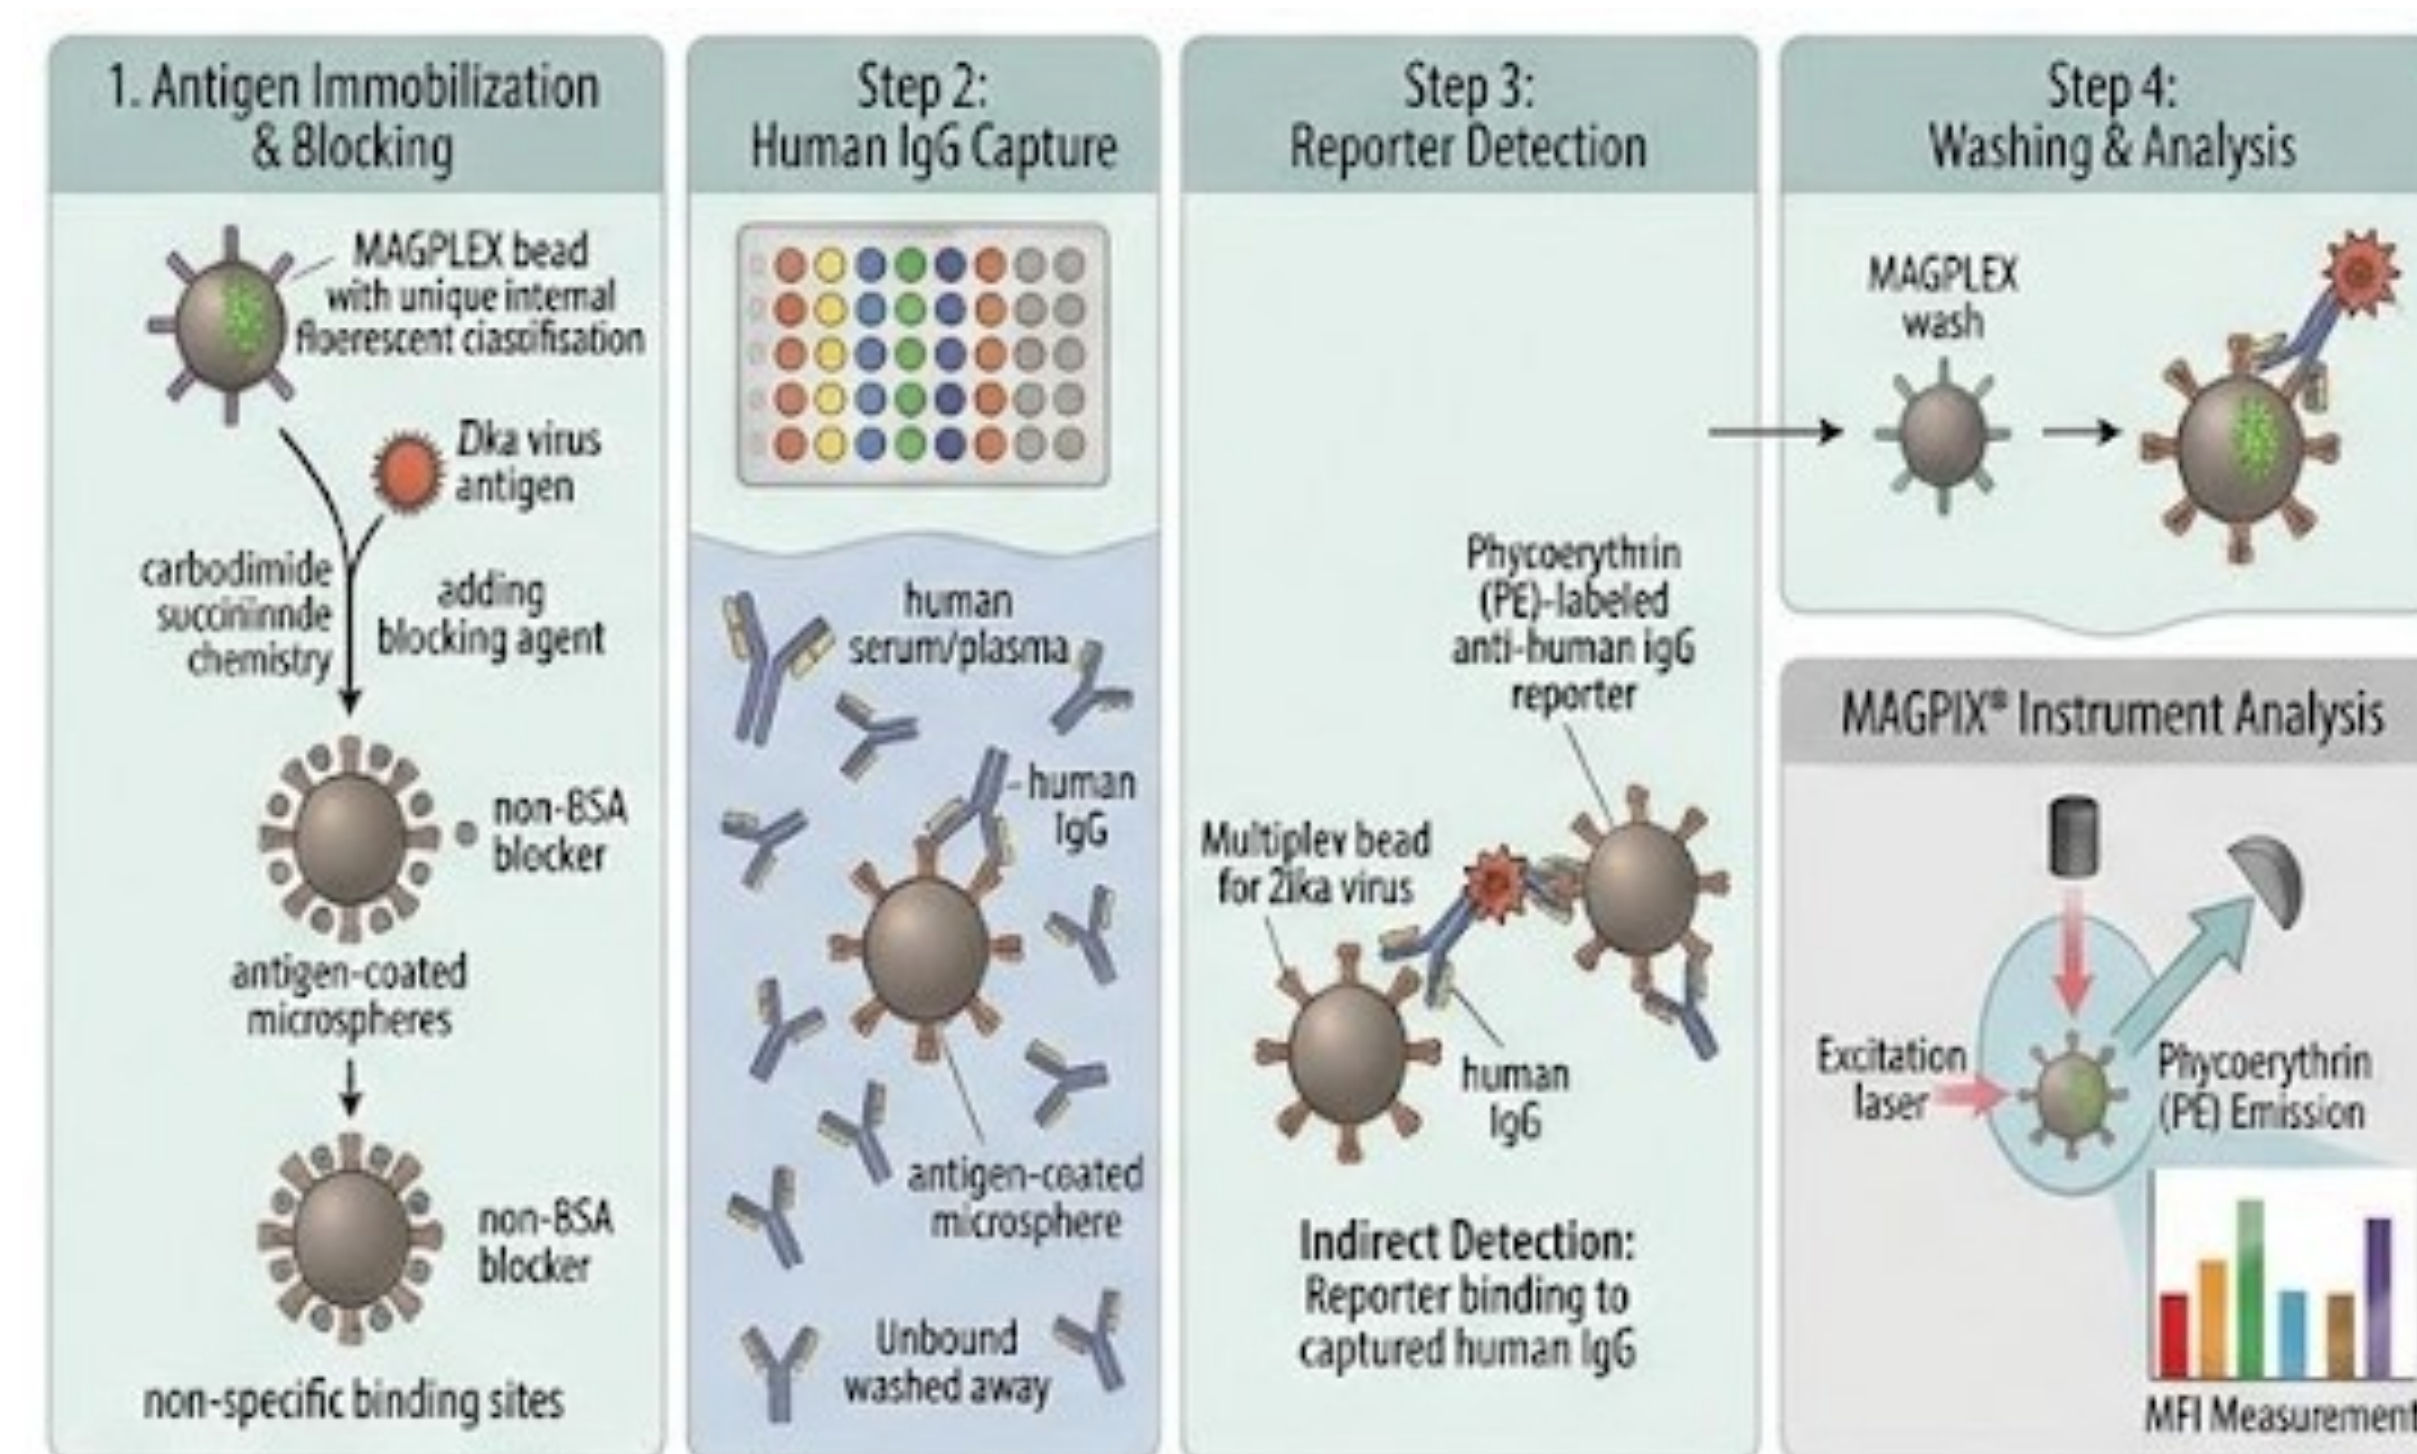 1. Antigen Immobilization
& Blocking
MAGPLEX bead
with unique internal
floerescent ciasdifisation
Dka virus
antigen
carbodimide
succiniinnde
chemistry
adding
blocking agent
non-BSA
blocker
antigen-coated
microspheres
non-BSA
blocker
non-specific binding sites
Step 2:
Human IgG Capture
human
serum/plasma
human
IgG
antigen-coated
microsphere
Unbound
washed away
Step 3:
Reporter Detection
Phycoerythrin
(PE)-labeled
anti-human igG
reporter
Multiplev bead
for 2ika virus
human
IgG
Indirect Detection:
Reporter binding to
captured human IgG
Step 4:
Washing & Analysis
MAGPLEX
wash
MAGPIX® Instrument Analysis
Excitation
laser
Phycoerythrin
(PE) Emission
MFI Measurement